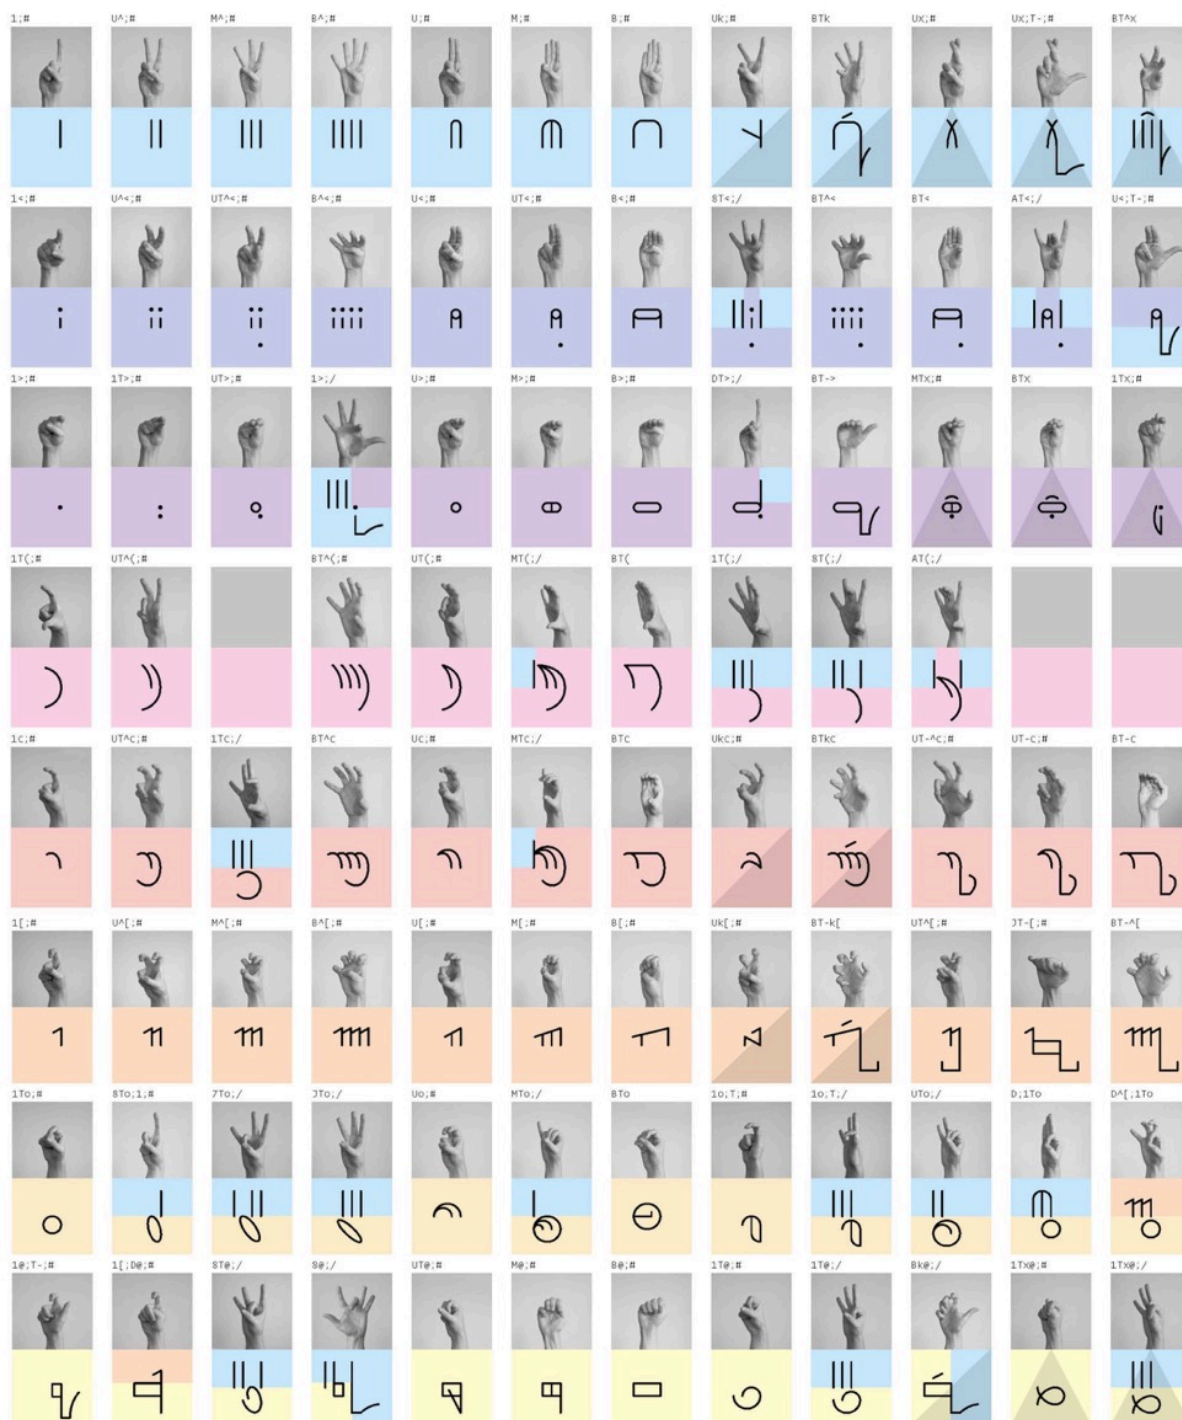 1;# U^;# M^;# B^;# U;# M;# B;# Uk;# BTk Ux;# Ux;T-;# BT^x
1<;# U^<;# UT^<;# B^<;# U<;# UT<;# B<;# 8T<;/ BT^< BT< AT<;/ U<;T-;#
1>;# 1T>;# UT>;# 1>;/ U>;# M>;# B>;# DT>;/ BT-> MTx;# BTx 1Tx;#
1T(;# UT^(;# BT^(;# UT(;# MT(;/ BT( 1T(;/ 8T(;/ AT(;/
1c;# UT^c;# 1Tc;/ BT^c Uc;# MTc;/ BTc Ukc;# BTkc UT-^c;# UT-c;# BT-c
1[;# U^[;# M^[;# B^[;# U[;# M[;# B[;# Uk[;# BT-k[ UT^[;# JT-[;# BT-^[
1To;# 8To;1;# 7To;/ JTo;/ Uo;# MTo;/ BTo 1o;T;# 1o;T;/ UTo;/ D;1To D^[;1To
1@;T-;# 1[;D@;# 8T@;/ 8@;/ UT@;# M@;# B@;# 1T@;# 1T@;/ Bk@;/ 1Tx@;# 1Tx@;/